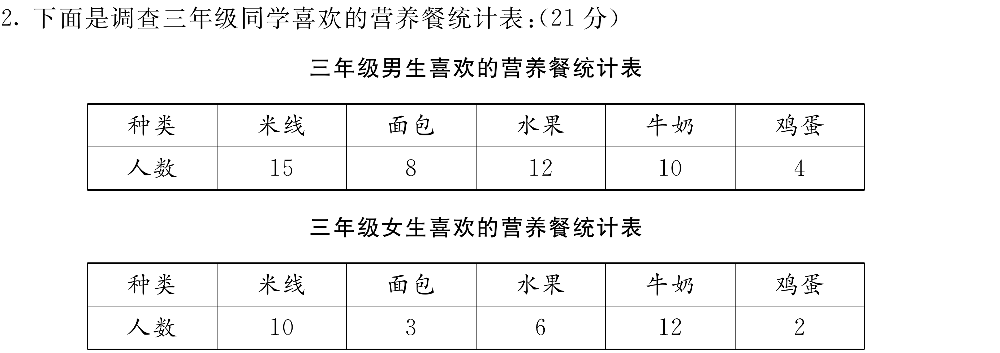 2. 下面是调查三年级同学喜欢的营养餐统计表:(21 分)
三年级男生喜欢的营养餐统计表
种类 米线 面包 水果 牛奶 鸡蛋
人数 15 8 12 10 4
三年级女生喜欢的营养餐统计表
种类 米线 面包 水果 牛奶 鸡蛋
人数 10 3 6 12 2